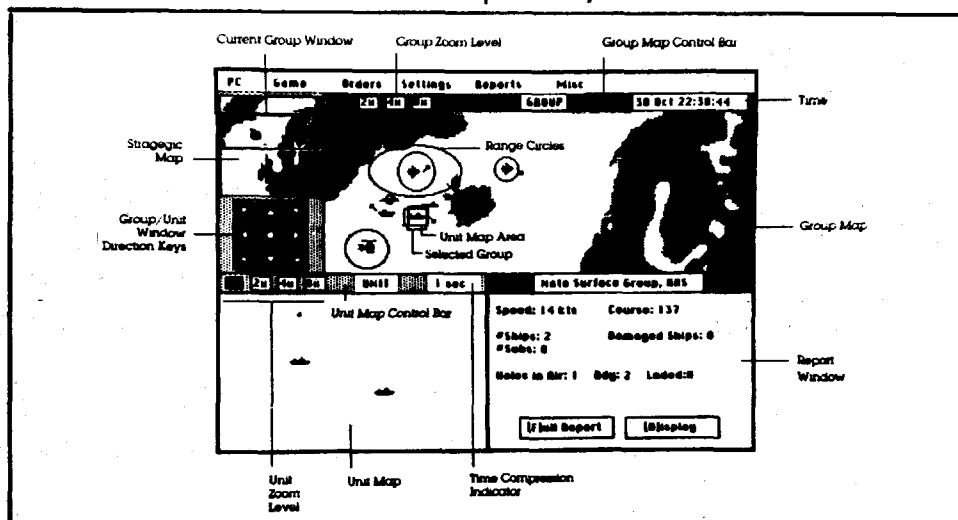 Current Group Window
Group Zoom Level
Group Map Control Bar
PC Game Orders Settings Reports Misc
2x 4x 8x GROUP 30 Oct 22:38:44
Time
Stragegic
Map
Range Circles
Group/Unit
Window
Direction Keys
Unit Map Area
Selected Group
Group Map
2x 4x 8x UNIT 1 sec Nato Surface Group,
Unit Map Control Bar
Speed: 14 kts Course: 137
#Ships: 2 Damaged Ships: 0
#Subs: 0
Helos in Air: 1 Rdy: 2 Laded:0
Report
Window
[F]ull Report [D]isplay
Unit
Zoom
Level
Unit Map
Time Compression
Indicator